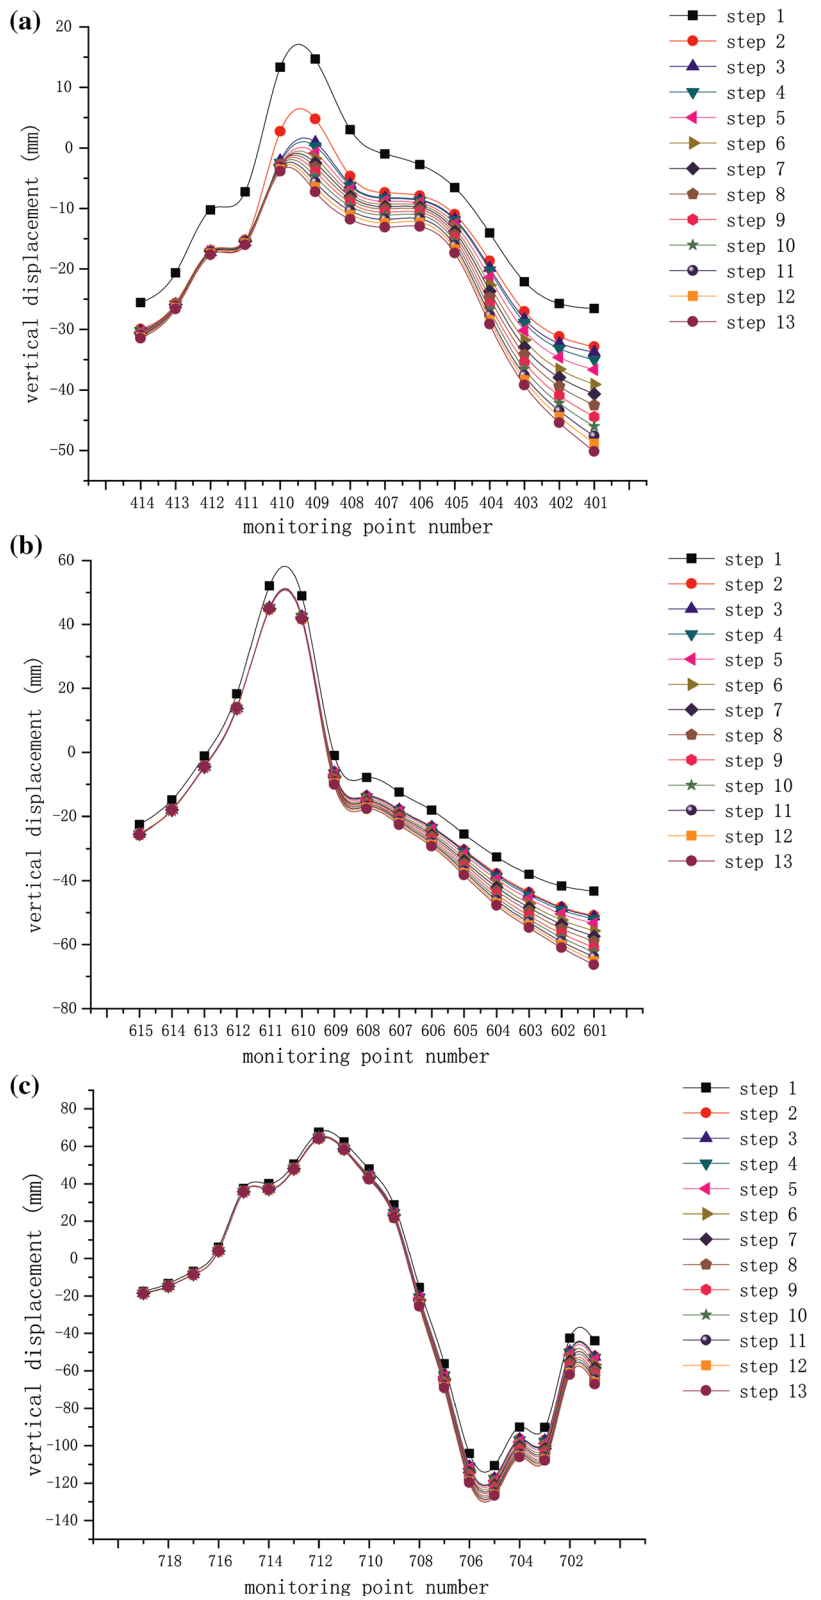 (a)
20
10
0
-10
-20
-30
-40
-50
vertical displacement (mm)
414 413 412 411 410 409 408 407 406 405 404 403 402 401
monitoring point number
step 1
step 2
step 3
step 4
step 5
step 6
step 7
step 8
step 9
step 10
step 11
step 12
step 13
(b)
60
40
20
0
-20
-40
-60
-80
vertical displacement (mm)
615 614 613 612 611 610 609 608 607 606 605 604 603 602 601
monitoring point number
step 1
step 2
step 3
step 4
step 5
step 6
step 7
step 8
step 9
step 10
step 11
step 12
step 13
(c)
80
60
40
20
0
-20
-40
-60
-80
-100
-120
-140
vertical displacement (mm)
718 716 714 712 710 708 706 704 702
monitoring point number
step 1
step 2
step 3
step 4
step 5
step 6
step 7
step 8
step 9
step 10
step 11
step 12
step 13